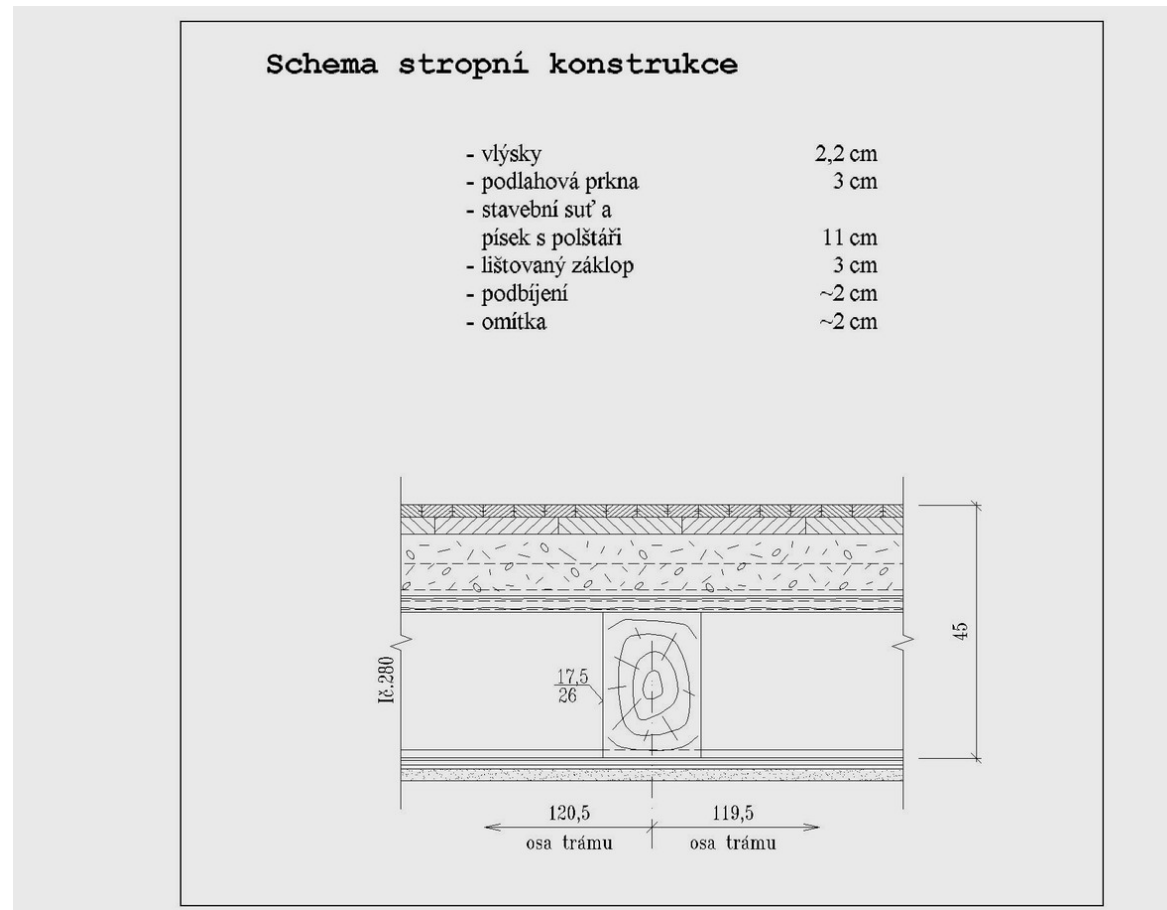 Schema stropní konstrukce
- vlýsky 2,2 cm
- podlahová prkna 3 cm
- stavební suť a
písek s polštáři 11 cm
- lištovaný záklop 3 cm
- podbíjení ~2 cm
- omítka ~2 cm
45
Ič.280
17,5
26
120,5 119,5
osa trámu osa trámu